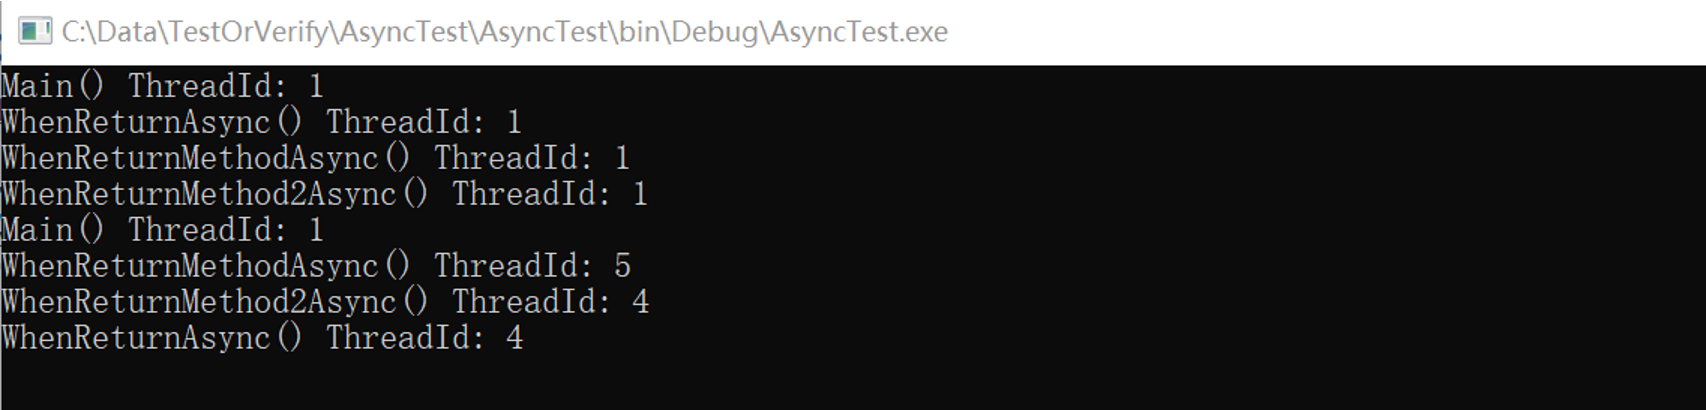 C:\Data\TestOrVerify\AsyncTest\AsyncTest\bin\Debug\AsyncTest.exe
Main() ThreadId: 1
WhenReturnAsync() ThreadId: 1
WhenReturnMethodAsync() ThreadId: 1
WhenReturnMethod2Async() ThreadId: 1
Main() ThreadId: 1
WhenReturnMethodAsync() ThreadId: 5
WhenReturnMethod2Async() ThreadId: 4
WhenReturnAsync() ThreadId: 4